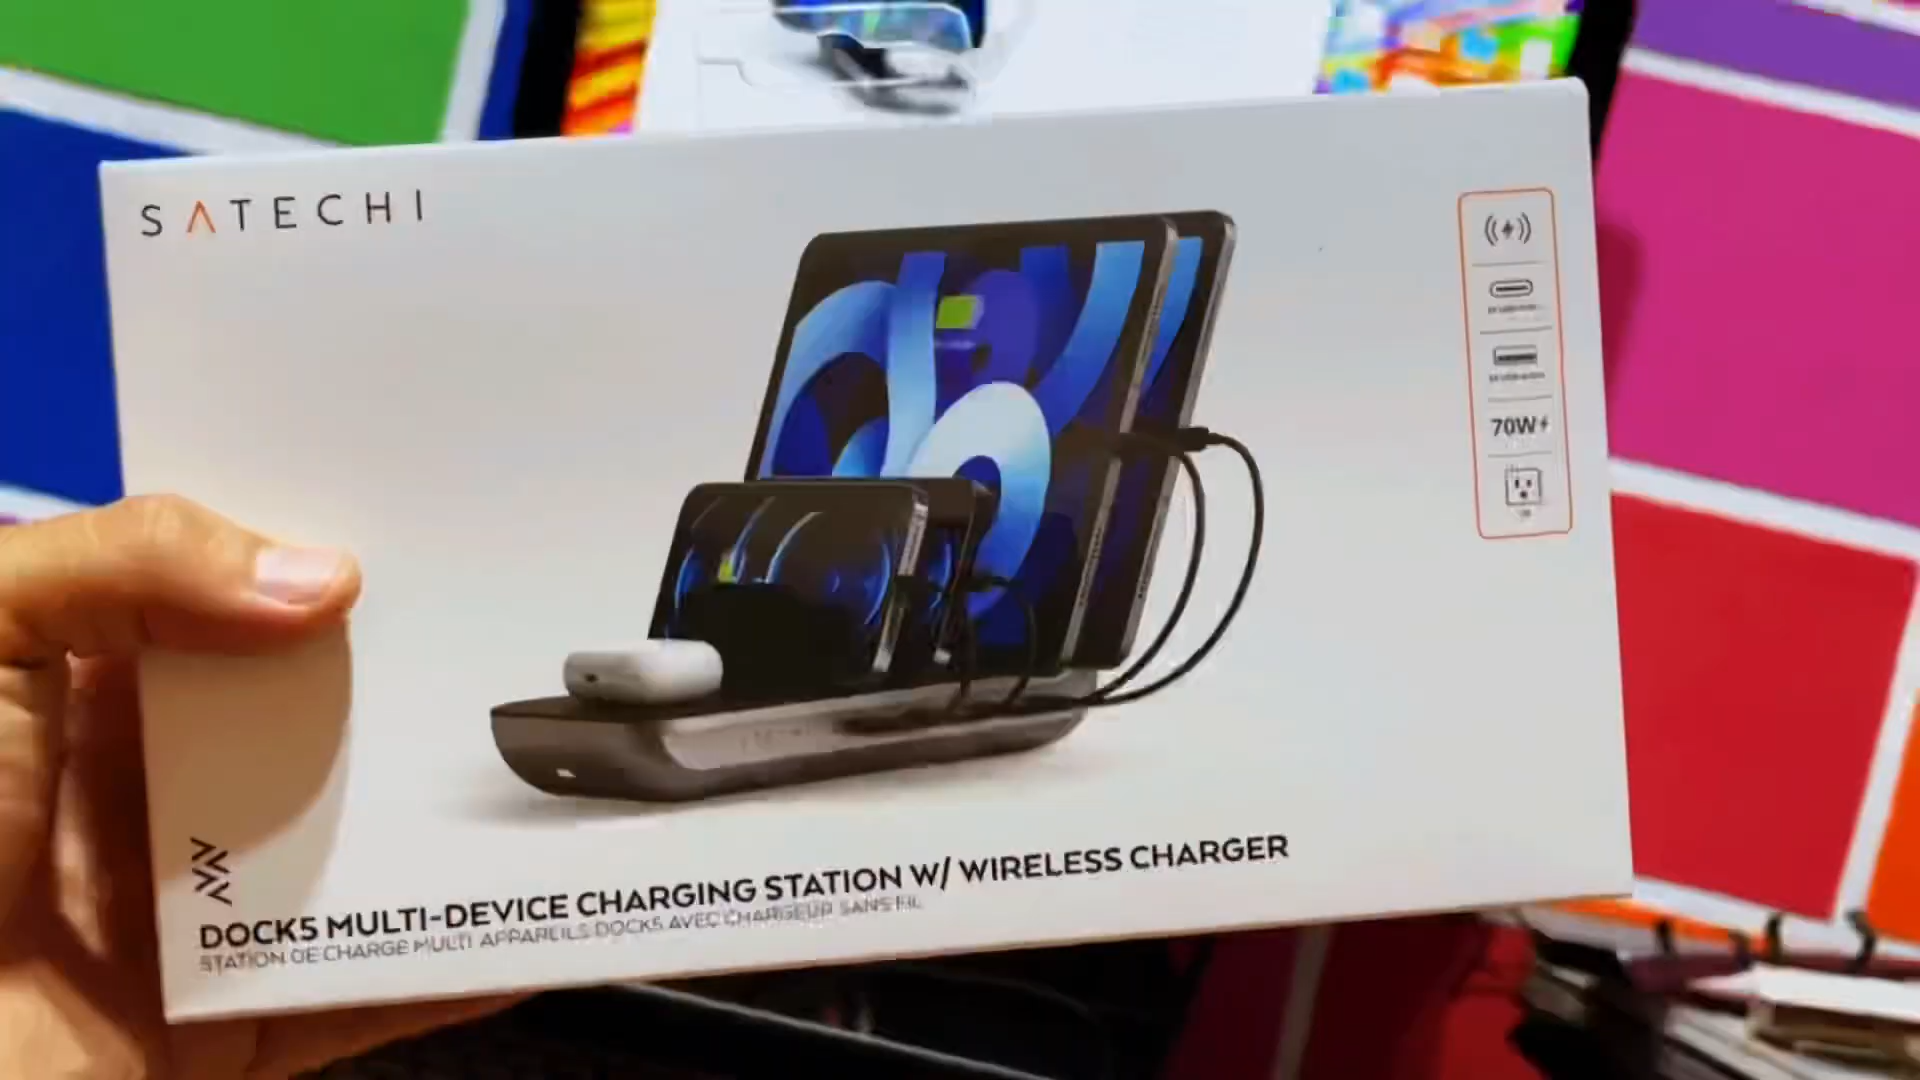 SATECHI
70W
DOCK5 MULTI-DEVICE CHARGING STATION W/ WIRELESS CHARGER
STATION DE CHARGE MULTI APPAREILS DOCK5 AVEC CHARGEUR SANS FIL